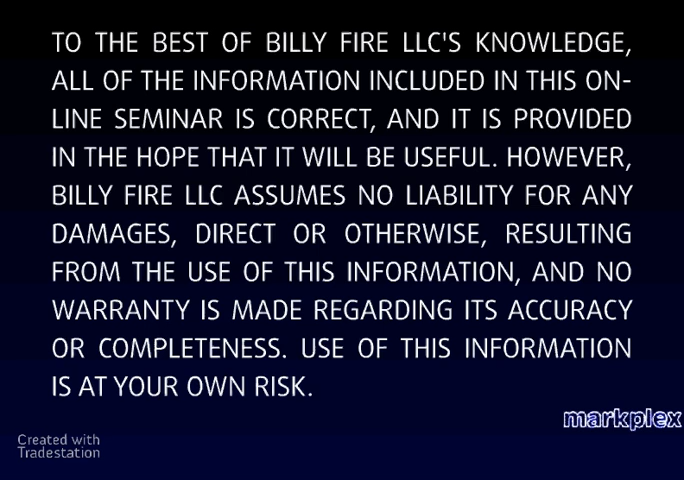 TO THE BEST OF BILLY FIRE LLC'S KNOWLEDGE,
ALL OF THE INFORMATION INCLUDED IN THIS ON-
LINE SEMINAR IS CORRECT, AND IT IS PROVIDED
IN THE HOPE THAT IT WILL BE USEFUL. HOWEVER,
BILLY FIRE LLC ASSUMES NO LIABILITY FOR ANY
DAMAGES, DIRECT OR OTHERWISE, RESULTING
FROM THE USE OF THIS INFORMATION, AND NO
WARRANTY IS MADE REGARDING ITS ACCURACY
OR COMPLETENESS. USE OF THIS INFORMATION
IS AT YOUR OWN RISK.
markplex
Created with
Tradestation